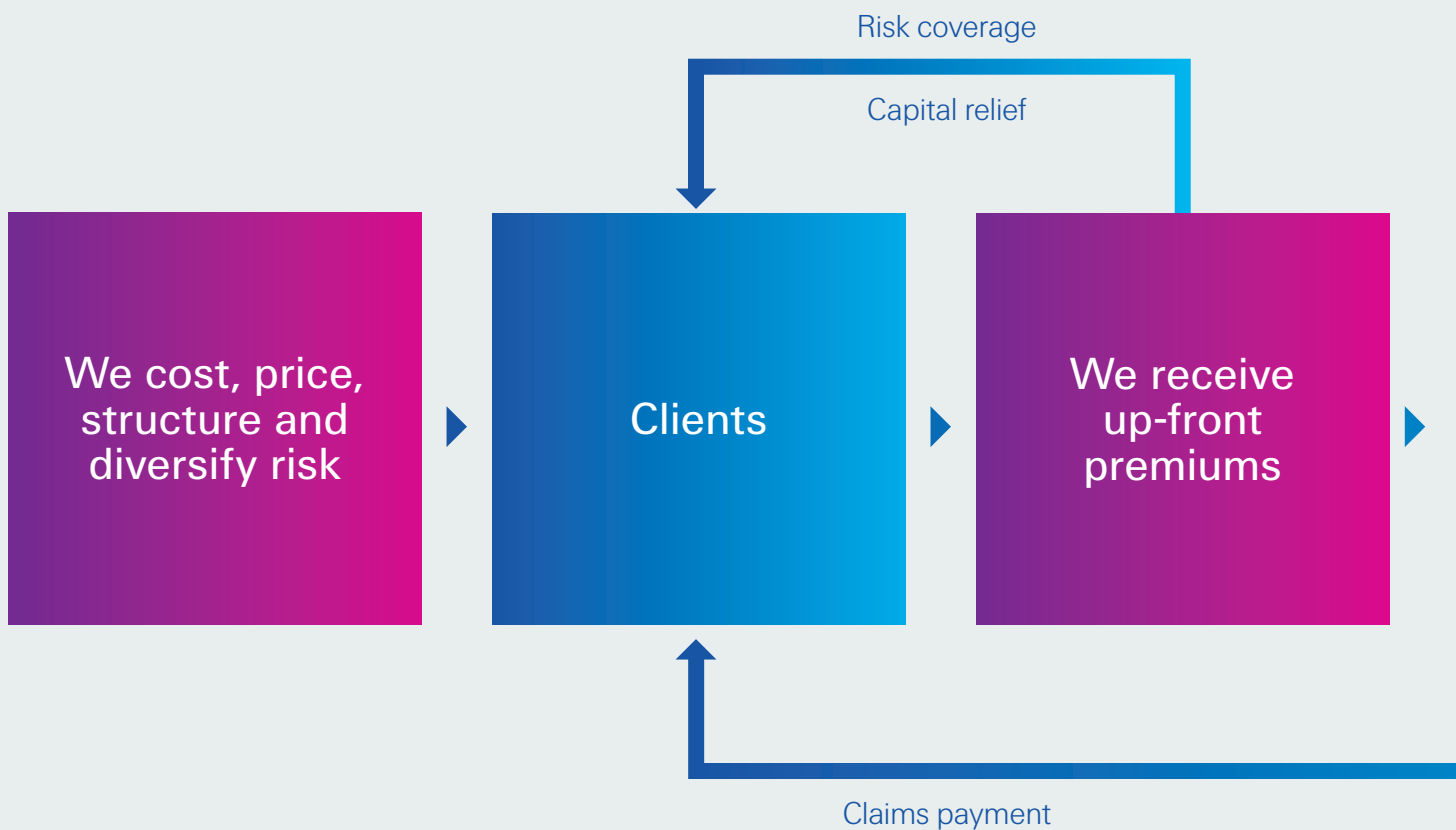 Risk coverage
Capital relief
We cost, price,
structure and
diversify risk
Clients
We receive
up-front
premiums
Claims payment